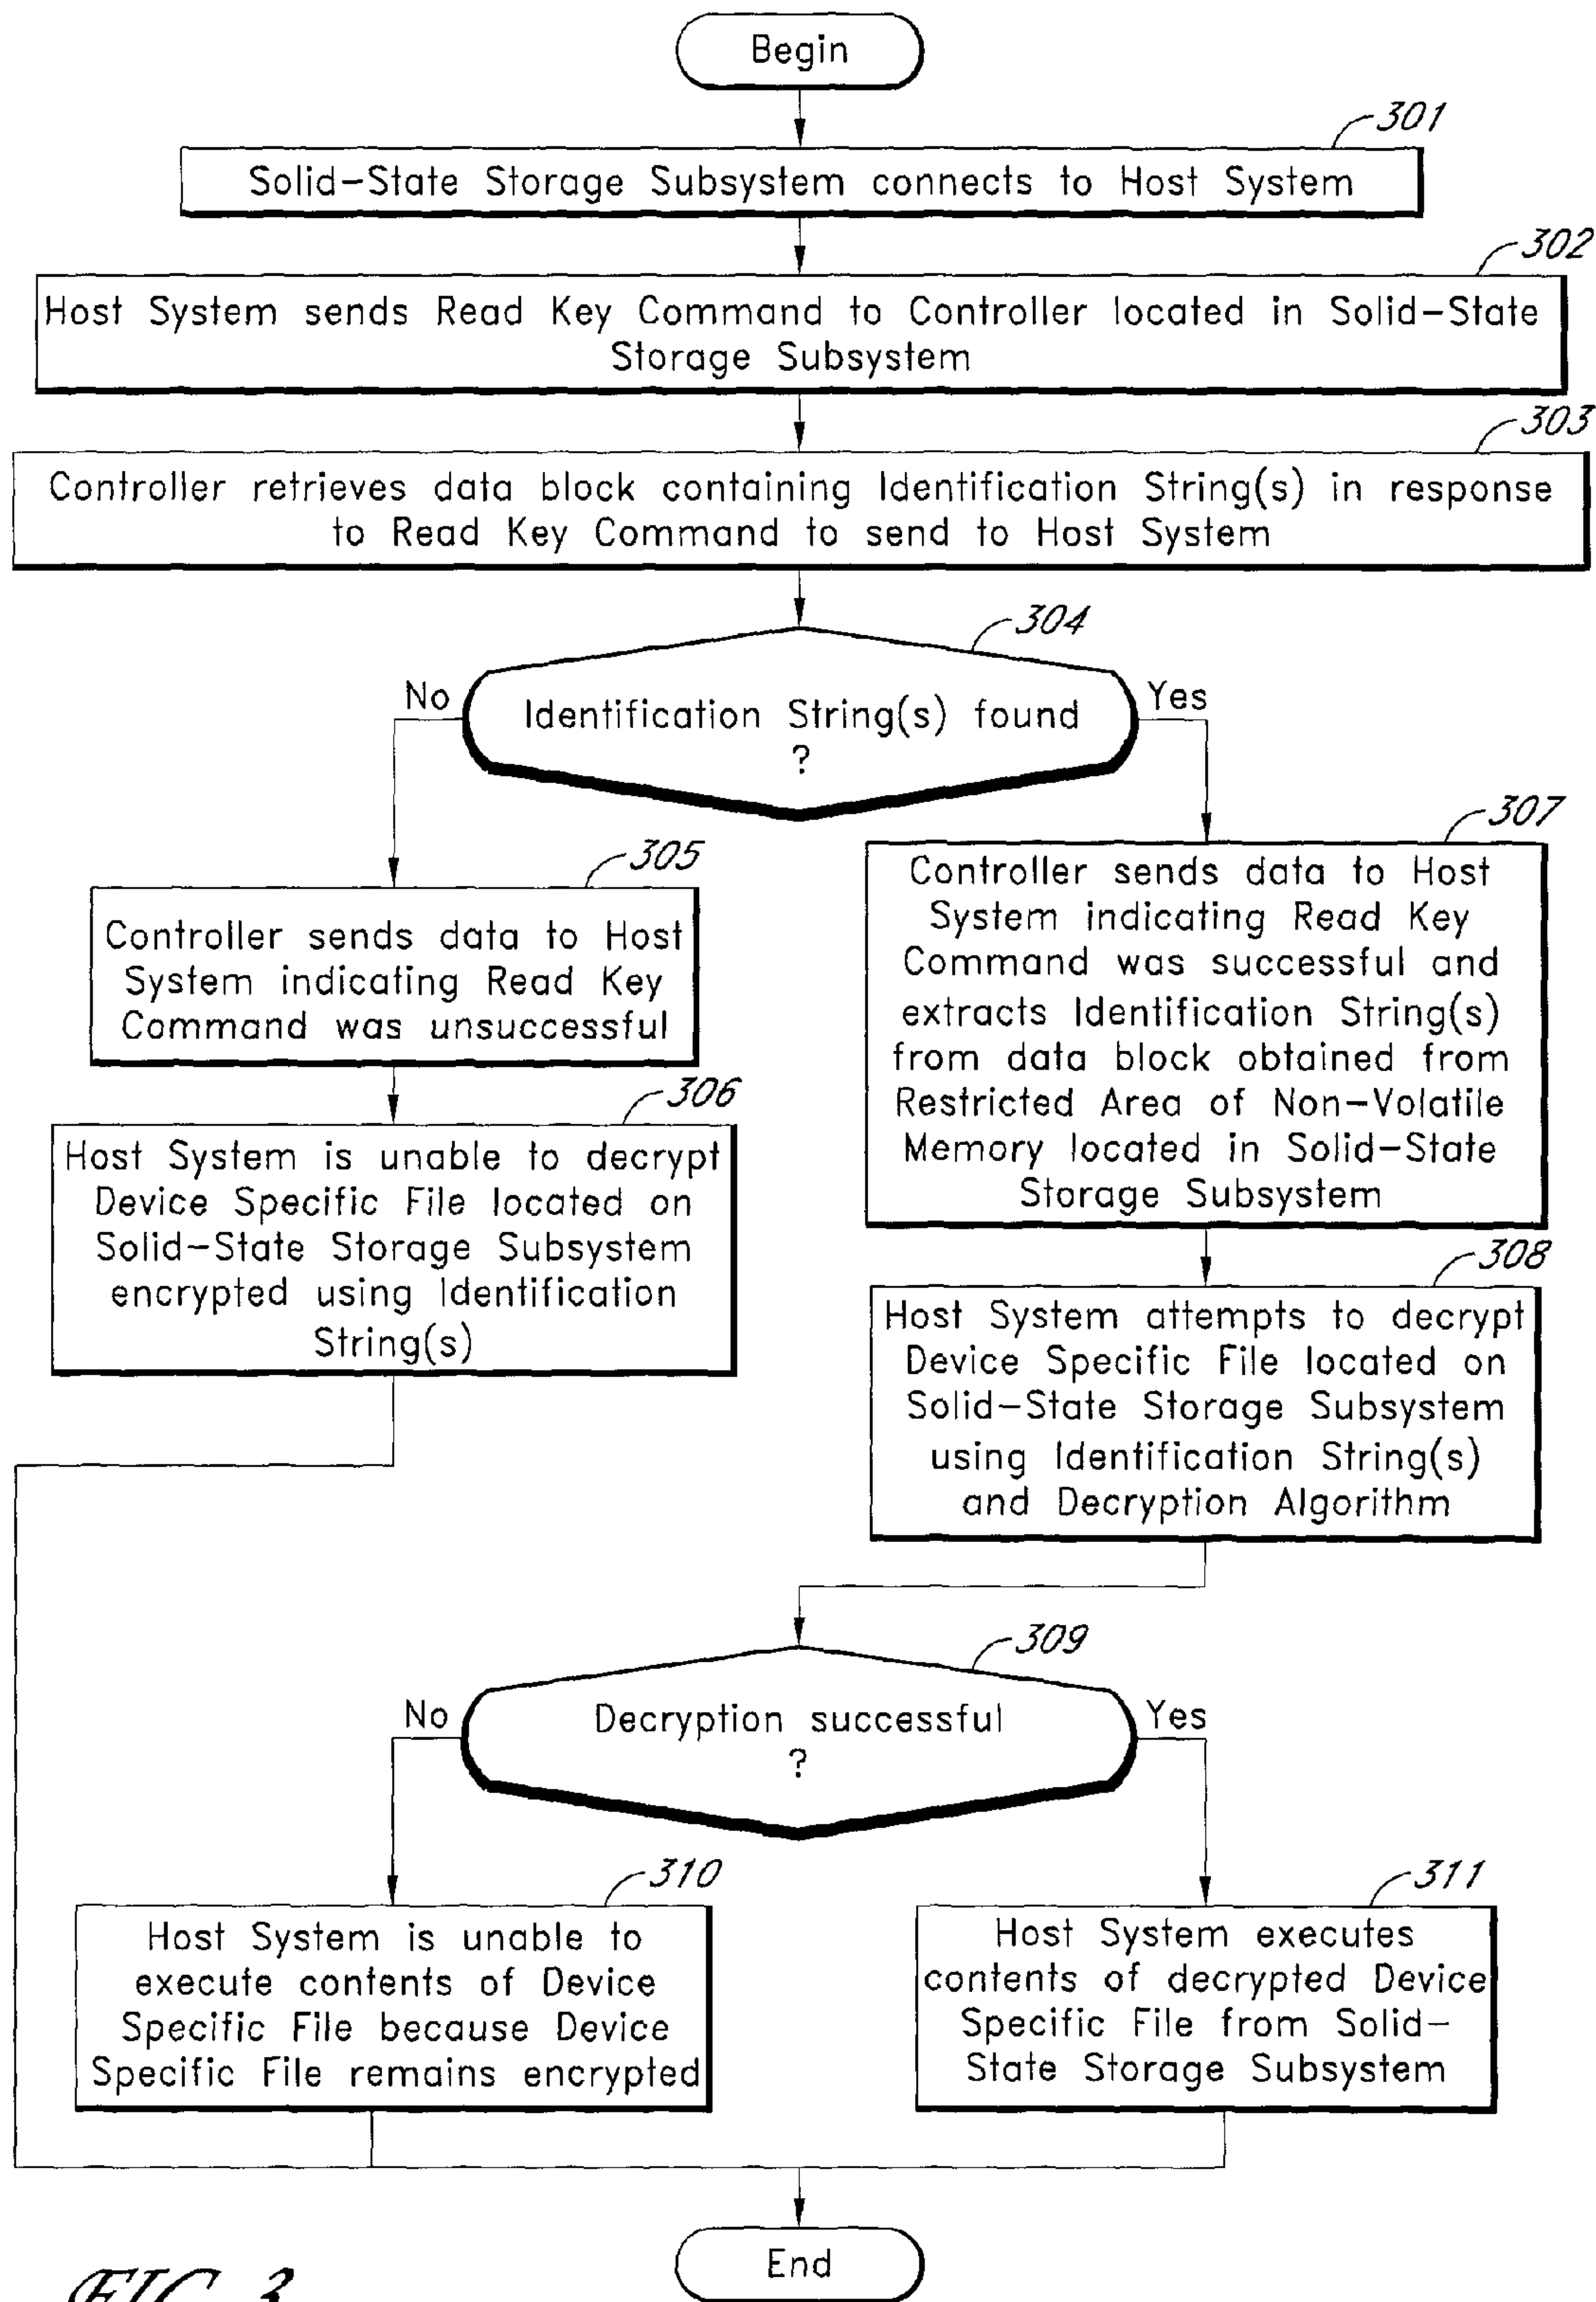 Begin
301
Solid-State Storage Subsystem connects to Host System
302
Host System sends Read Key Command to Controller located in Solid-State
Storage Subsystem
303
Controller retrieves data block containing Identification String(s) in response
to Read Key Command to send to Host System
304
No
Identification String(s) found
?
Yes
305
Controller sends data to Host
System indicating Read Key
Command was unsuccessful
306
Host System is unable to decrypt
Device Specific File located on
Solid-State Storage Subsystem
encrypted using Identification
String(s)
307
Controller sends data to Host
System indicating Read Key
Command was successful and
extracts Identification String(s)
from data block obtained from
Restricted Area of Non-Volatile
Memory located in Solid-State
Storage Subsystem
308
Host System attempts to decrypt
Device Specific File located on
Solid-State Storage Subsystem
using Identification String(s)
and Decryption Algorithm
309
No
Decryption successful
?
Yes
310
Host System is unable to
execute contents of Device
Specific File because Device
Specific File remains encrypted
311
Host System executes
contents of decrypted Device
Specific File from Solid-
State Storage Subsystem
End
FIG. 3